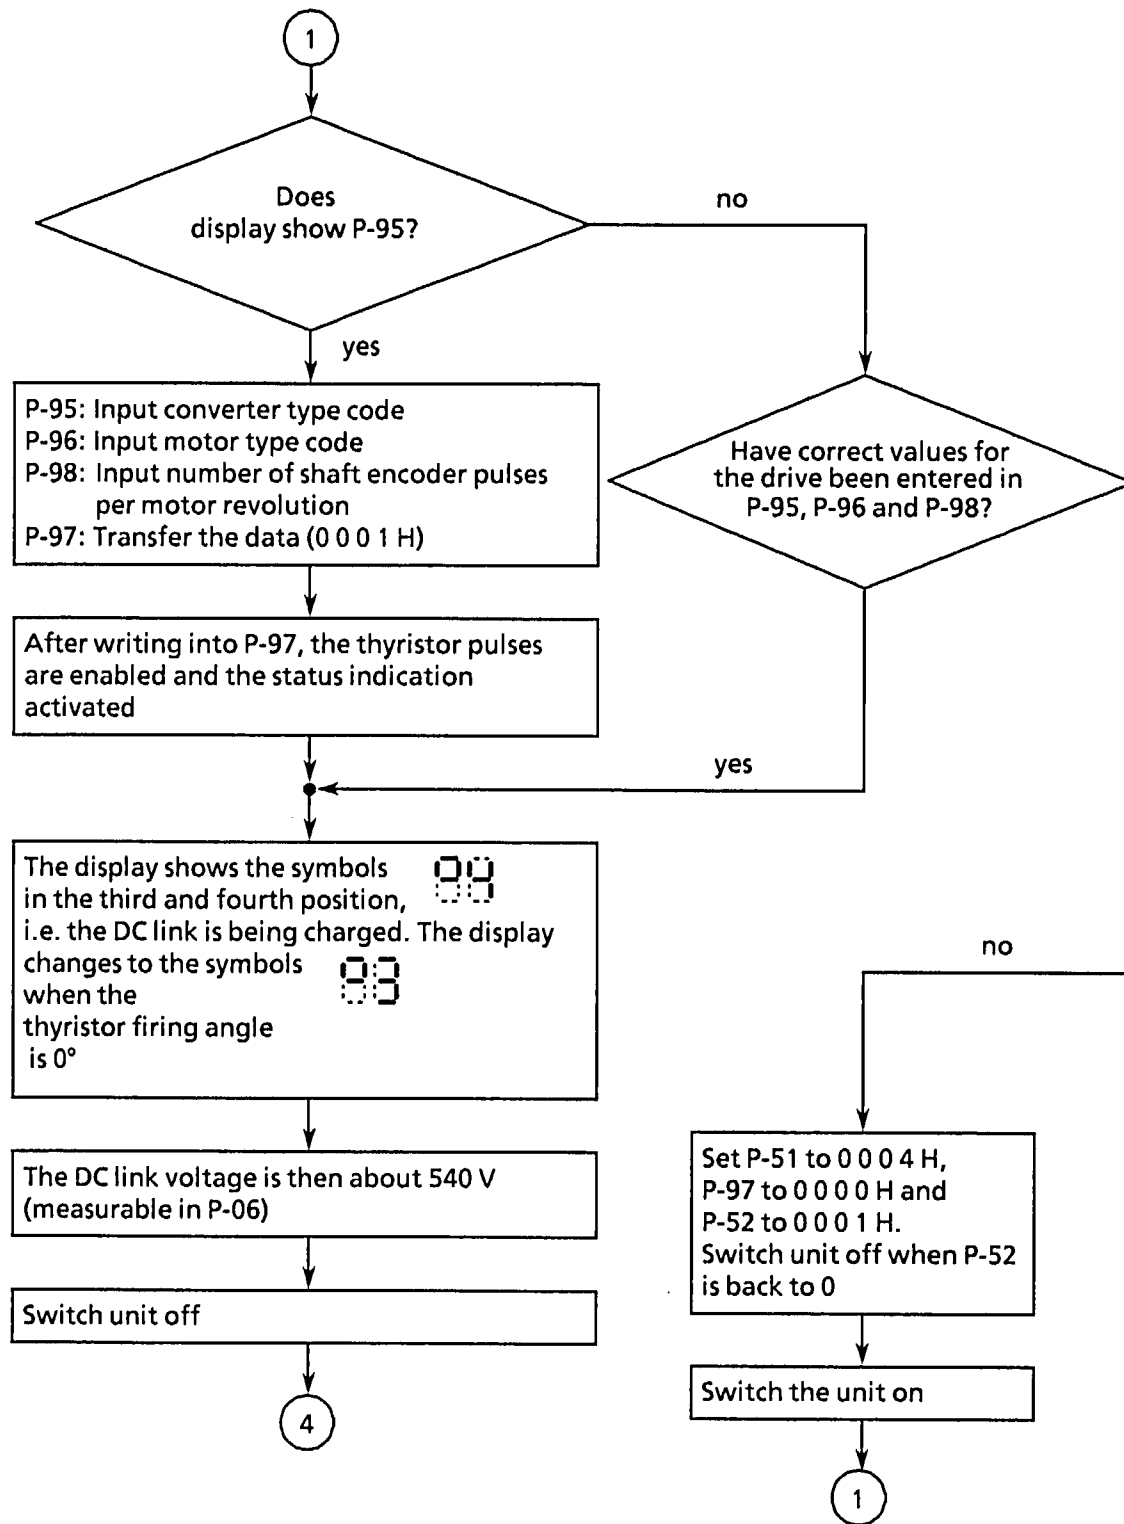 1
Does
display show P-95?
no
yes
P-95: Input converter type code
P-96: Input motor type code
P-98: Input number of shaft encoder pulses
per motor revolution
P-97: Transfer the data (0 0 0 1 H)
Have correct values for
the drive been entered in
P-95, P-96 and P-98?
After writing into P-97, the thyristor pulses
are enabled and the status indication
activated
yes
The display shows the symbols
in the third and fourth position,
i.e. the DC link is being charged. The display
changes to the symbols
when the
thyristor firing angle
is 0°
no
The DC link voltage is then about 540 V
(measurable in P-06)
Switch unit off
4
Set P-51 to 0 0 0 4 H,
P-97 to 0 0 0 0 H and
P-52 to 0 0 0 1 H.
Switch unit off when P-52
is back to 0
Switch the unit on
1